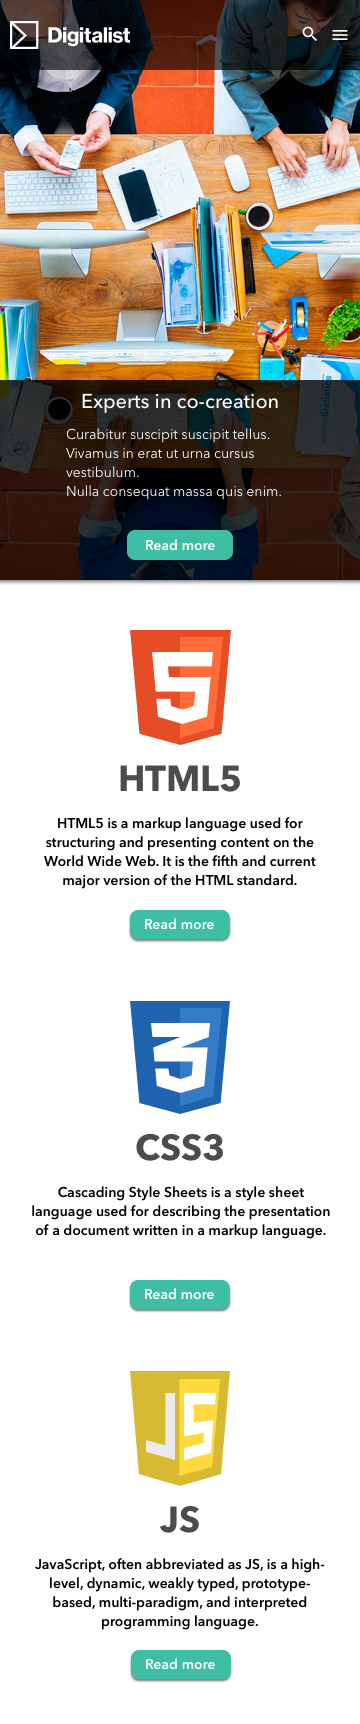 Digitalist
Statistics
Experts in co-creation
Curabitur suscipit suscipit tellus.
Vivamus in erat ut urna cursus
vestibulum.
Nulla consequat massa quis enim.
Read more
5
HTML5
HTML5 is a markup language used for
structuring and presenting content on the
World Wide Web. It is the fifth and current
major version of the HTML standard.
Read more
3
CSS3
Cascading Style Sheets is a style sheet
language used for describing the presentation
of a document written in a markup language.
Read more
JS
JS
JavaScript, often abbreviated as JS, is a high-
level, dynamic, weakly typed, prototype-
based, multi-paradigm, and interpreted
programming language.
Read more